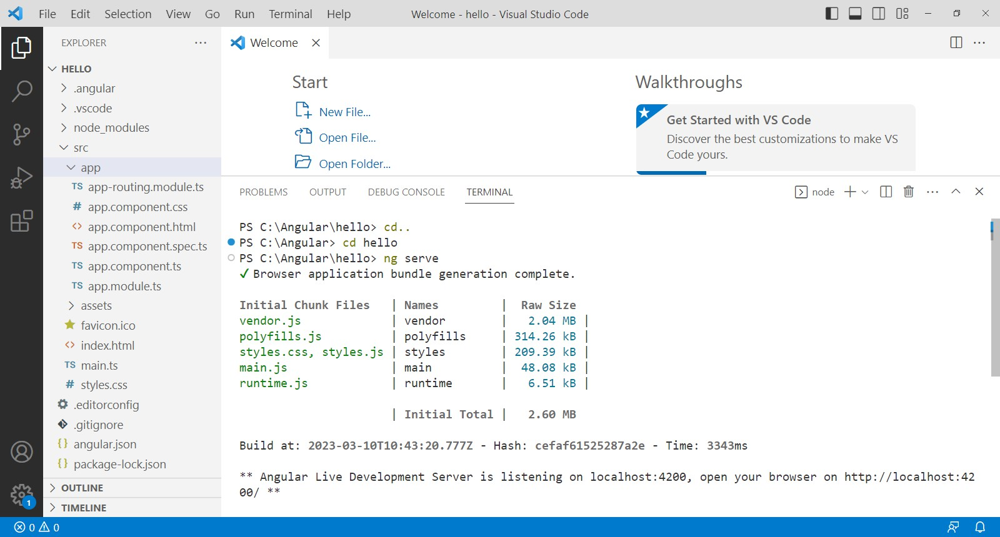 File Edit Selection View Go Run Terminal Help Welcome - hello - Visual Studio Code
EXPLORER
HELLO
.angular
.vscode
node_modules
src
app
TS app-routing.module.ts
# app.component.css
<> app.component.html
TS app.component.spec.ts
TS app.component.ts
TS app.module.ts
assets
favicon.ico
<> index.html
TS main.ts
# styles.css
.editorconfig
.gitignore
{} angular.json
{} package-lock.json
OUTLINE
TIMELINE
1
Welcome
Start
New File...
Open File...
Open Folder...
Walkthroughs
Get Started with VS Code
Discover the best customizations to make VS
Code yours.
PROBLEMS OUTPUT DEBUG CONSOLE TERMINAL node
PS C:\Angular\hello> cd..
PS C:\Angular> cd hello
PS C:\Angular\hello> ng serve
✓ Browser application bundle generation complete.
Initial Chunk Files | Names | Raw Size
vendor.js | vendor | 2.04 MB |
polyfills.js | polyfills | 314.26 kB |
styles.css, styles.js | styles | 209.39 kB |
main.js | main | 48.08 kB |
runtime.js | runtime | 6.51 kB |
| Initial Total | 2.60 MB
Build at: 2023-03-10T10:43:20.777Z - Hash: cefaf61525287a2e - Time: 3343ms
** Angular Live Development Server is listening on localhost:4200, open your browser on http://localhost:42
00/ **
0 0